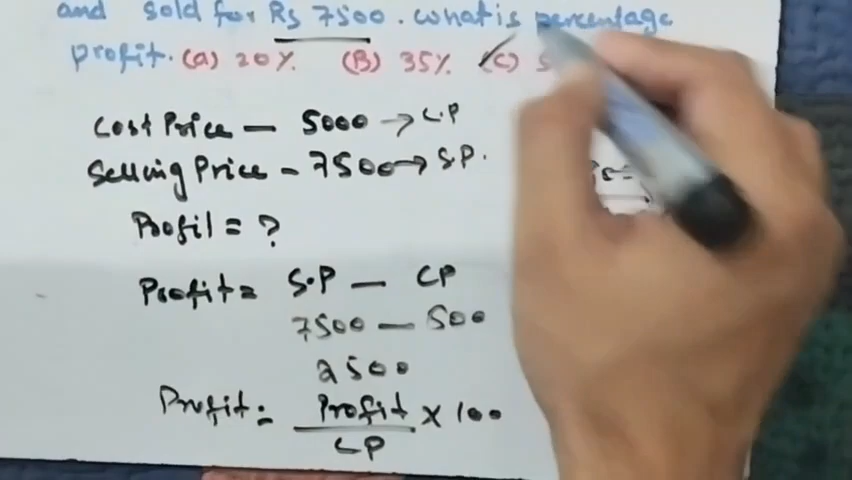 and sold for Rs 7500. what is percentage
profit. (a) 20% (B) 35% (C) 5
Cost Price — 5000 → C.P
Selling Price - 7500 → S.P.
Profit = ?
Profit = S.P — CP
7500 — 500
2500
Profit = Profit × 100
CP